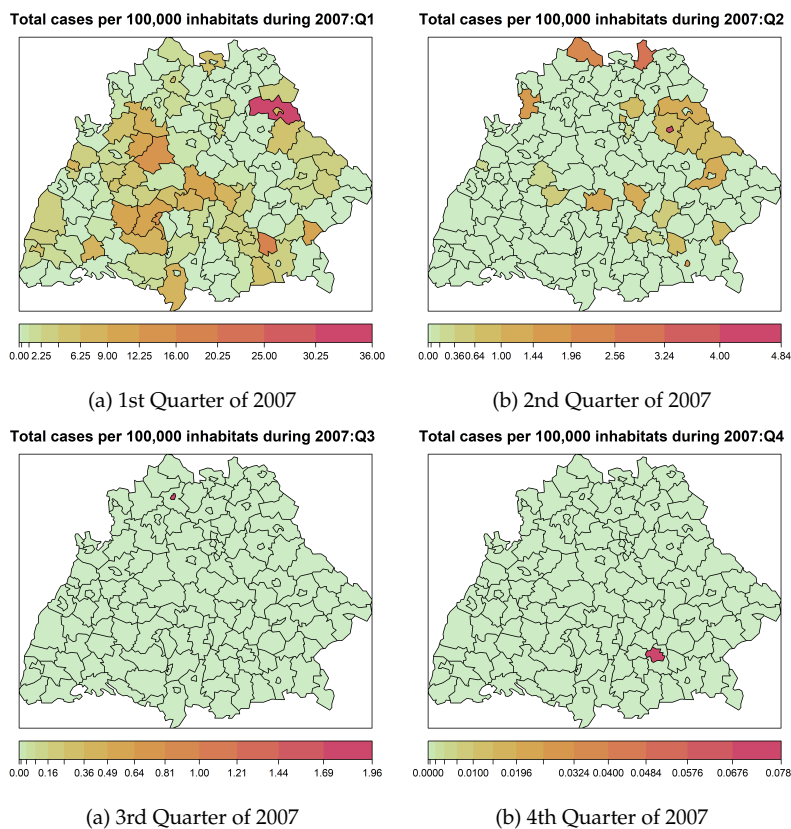 Total cases per 100,000 inhabitats during 2007:Q1
Total cases per 100,000 inhabitats during 2007:Q2
0.00 2.25 6.25 9.00 12.25 16.00 20.25 25.00 30.25 36.00
0.00 0.360.64 1.00 1.44 1.96 2.56 3.24 4.00 4.84
(a) 1st Quarter of 2007
(b) 2nd Quarter of 2007
Total cases per 100,000 inhabitats during 2007:Q3
Total cases per 100,000 inhabitats during 2007:Q4
0.00 0.16 0.36 0.49 0.64 0.81 1.00 1.21 1.44 1.69 1.96
0.0000 0.0100 0.0196 0.0324 0.0400 0.0484 0.0576 0.0676 0.078
(a) 3rd Quarter of 2007
(b) 4th Quarter of 2007